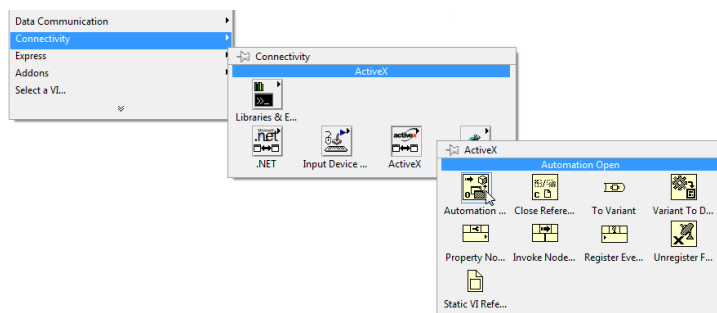 Data Communication
Connectivity
Express
Addons
Select a VI...
Connectivity
ActiveX
Libraries & E...
.NET
Input Device ...
ActiveX
ActiveX
Automation Open
Automation ...
Close Refere...
To Variant
Variant To D...
Property No...
Invoke Node...
Register Eve...
Unregister F...
Static VI Refe...